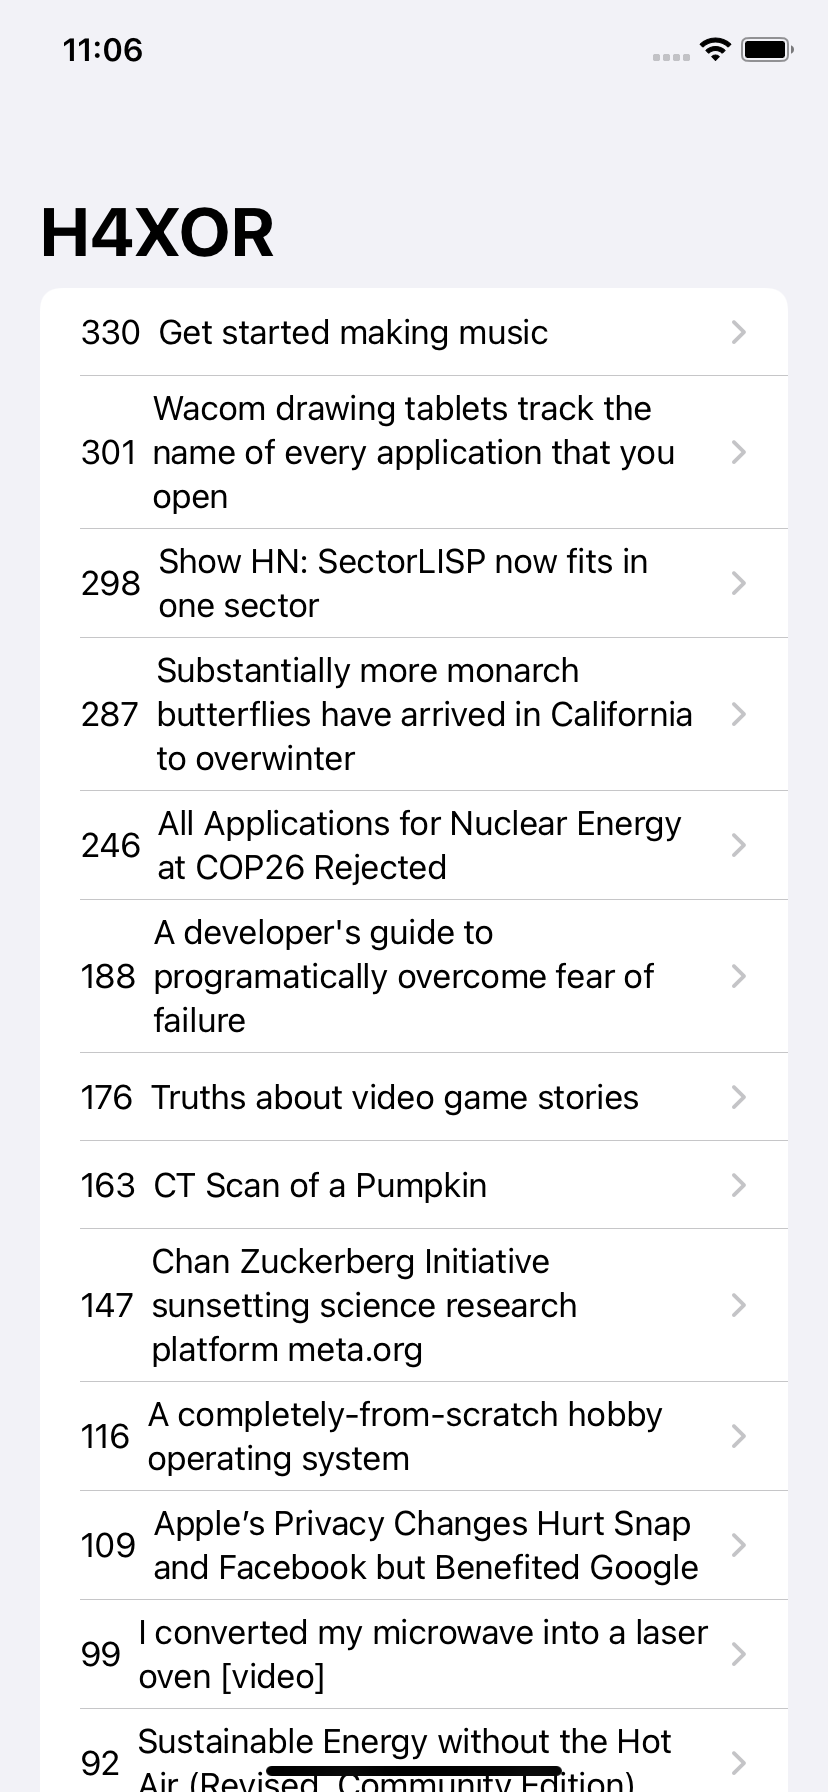 11:06
H4XOR
330 Get started making music
Wacom drawing tablets track the
301 name of every application that you
open
298 Show HN: SectorLISP now fits in
one sector
Substantially more monarch
287 butterflies have arrived in California
to overwinter
246 All Applications for Nuclear Energy
at COP26 Rejected
A developer's guide to
188 programatically overcome fear of
failure
176 Truths about video game stories
163 CT Scan of a Pumpkin
Chan Zuckerberg Initiative
147 sunsetting science research
platform meta.org
116 A completely-from-scratch hobby
operating system
109 Apple’s Privacy Changes Hurt Snap
and Facebook but Benefited Google
99 I converted my microwave into a laser
oven [video]
92 Sustainable Energy without the Hot
Air (Revised, Community Edition)